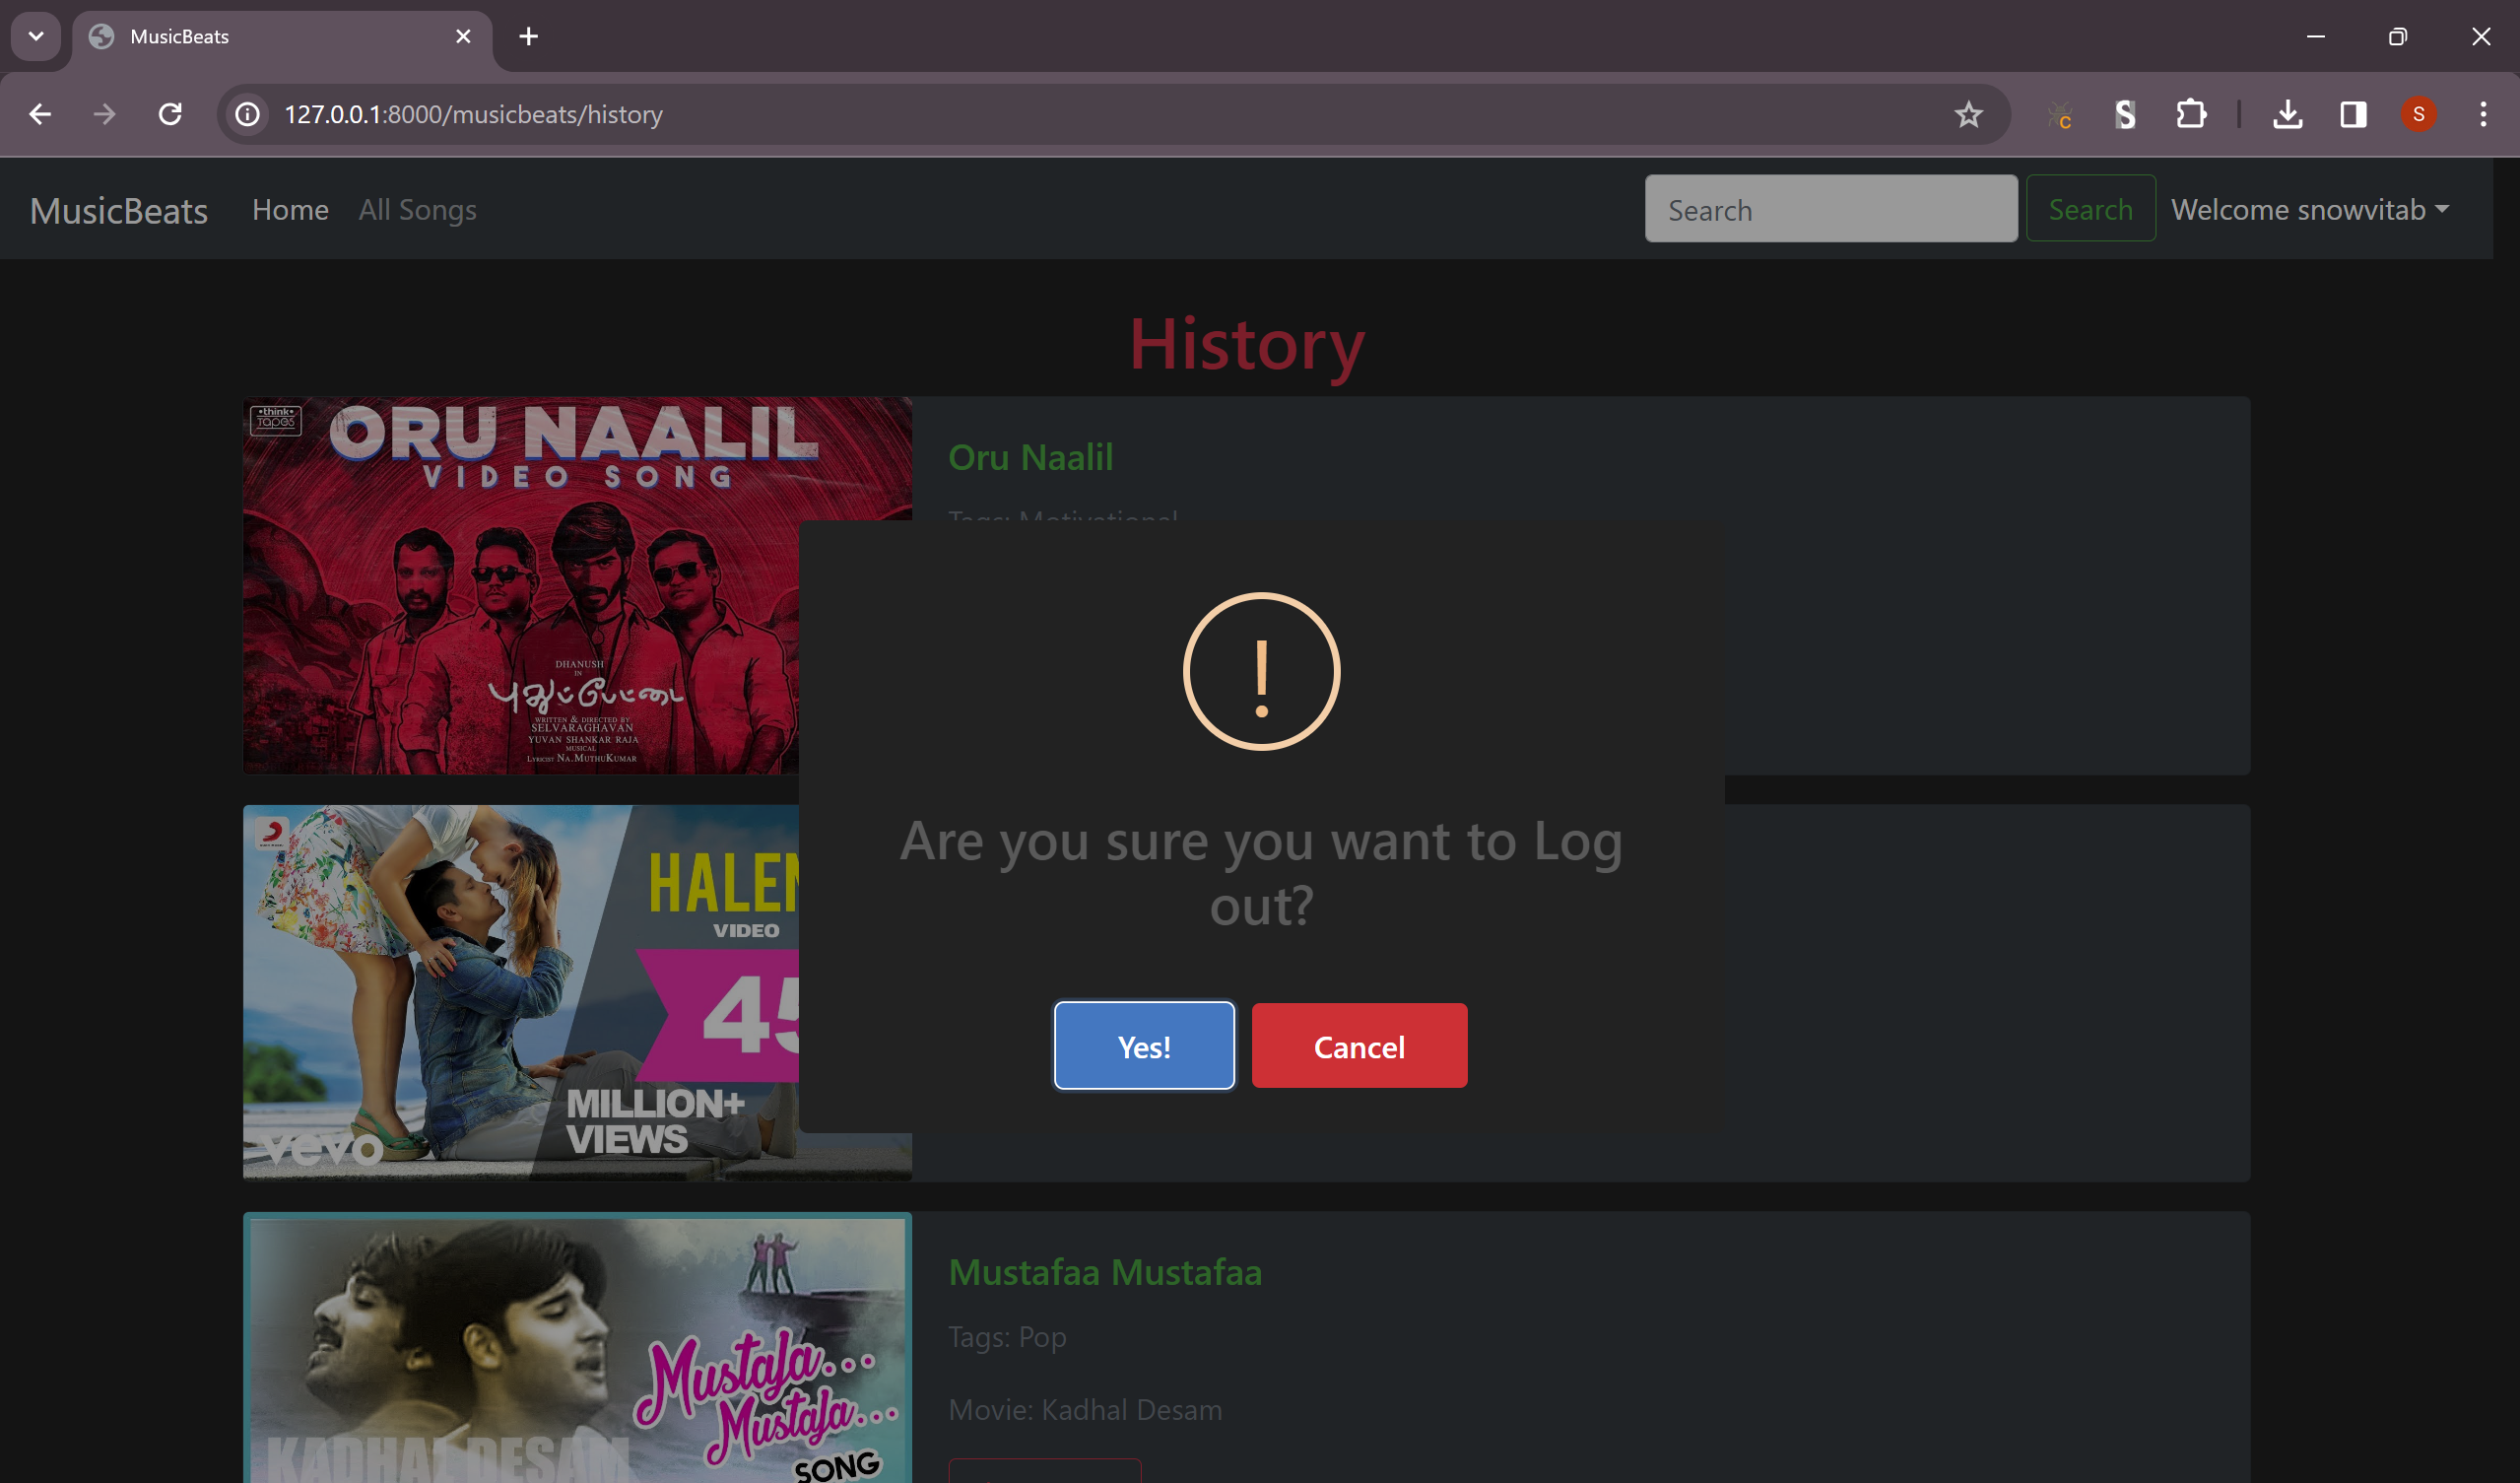 MusicBeats
127.0.0.1:8000/musicbeats/history
S
C
S
MusicBeats
Home
All Songs
Search
Search
Welcome snowvitab
History
•think•
TAPES
ORU NAALIL
VIDEO SONG
DHANUSH
IN
புதுப்பேட்டை
WRITTEN & DIRECTED BY
SELVARAGHAVAN
YUVAN SHANKAR RAJA
MUSICAL
LYRICIST NA.MUTHUKUMAR
Oru Naalil
Tags: Motivational
!
Are you sure you want to Log
out?
Yes!
Cancel
VIDEO
MILLION+
VIEWS
vevo
Mustafa...
Mustafa...
SONG
KADHAL DESAM
Mustafaa Mustafaa
Tags: Pop
Movie: Kadhal Desam